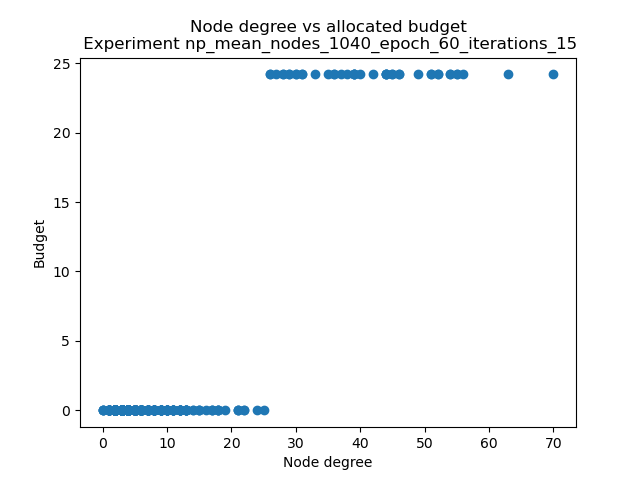 Node degree vs allocated budget
Experiment np_mean_nodes_1040_epoch_60_iterations_15
25
20
15
10
5
0
Budget
0 10 20 30 40 50 60 70
Node degree